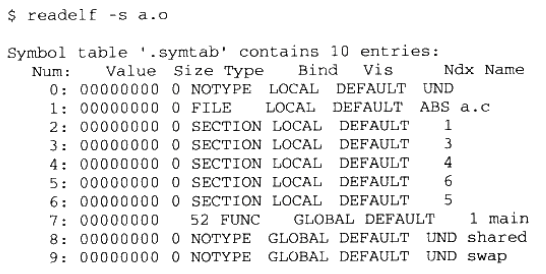 $ readelf -s a.o
Symbol table '.symtab' contains 10 entries:
Num: Value Size Type Bind Vis Ndx Name
0: 00000000 0 NOTYPE LOCAL DEFAULT UND
1: 00000000 0 FILE LOCAL DEFAULT ABS a.c
2: 00000000 0 SECTION LOCAL DEFAULT 1
3: 00000000 0 SECTION LOCAL DEFAULT 3
4: 00000000 0 SECTION LOCAL DEFAULT 4
5: 00000000 0 SECTION LOCAL DEFAULT 6
6: 00000000 0 SECTION LOCAL DEFAULT 5
7: 00000000 52 FUNC GLOBAL DEFAULT 1 main
8: 00000000 0 NOTYPE GLOBAL DEFAULT UND shared
9: 00000000 0 NOTYPE GLOBAL DEFAULT UND swap